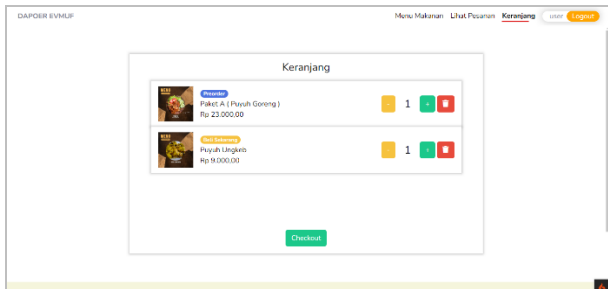 DAPOER EVMUF
Menu Makanan Lihat Pesanan Keranjang user Logout
Keranjang
Preorder
Paket A ( Puyuh Goreng )
Rp 23.000,00
- 1 +
Beli Sekarang
Puyuh Ungkeb
Rp 9.000,00
- 1 +
Checkout